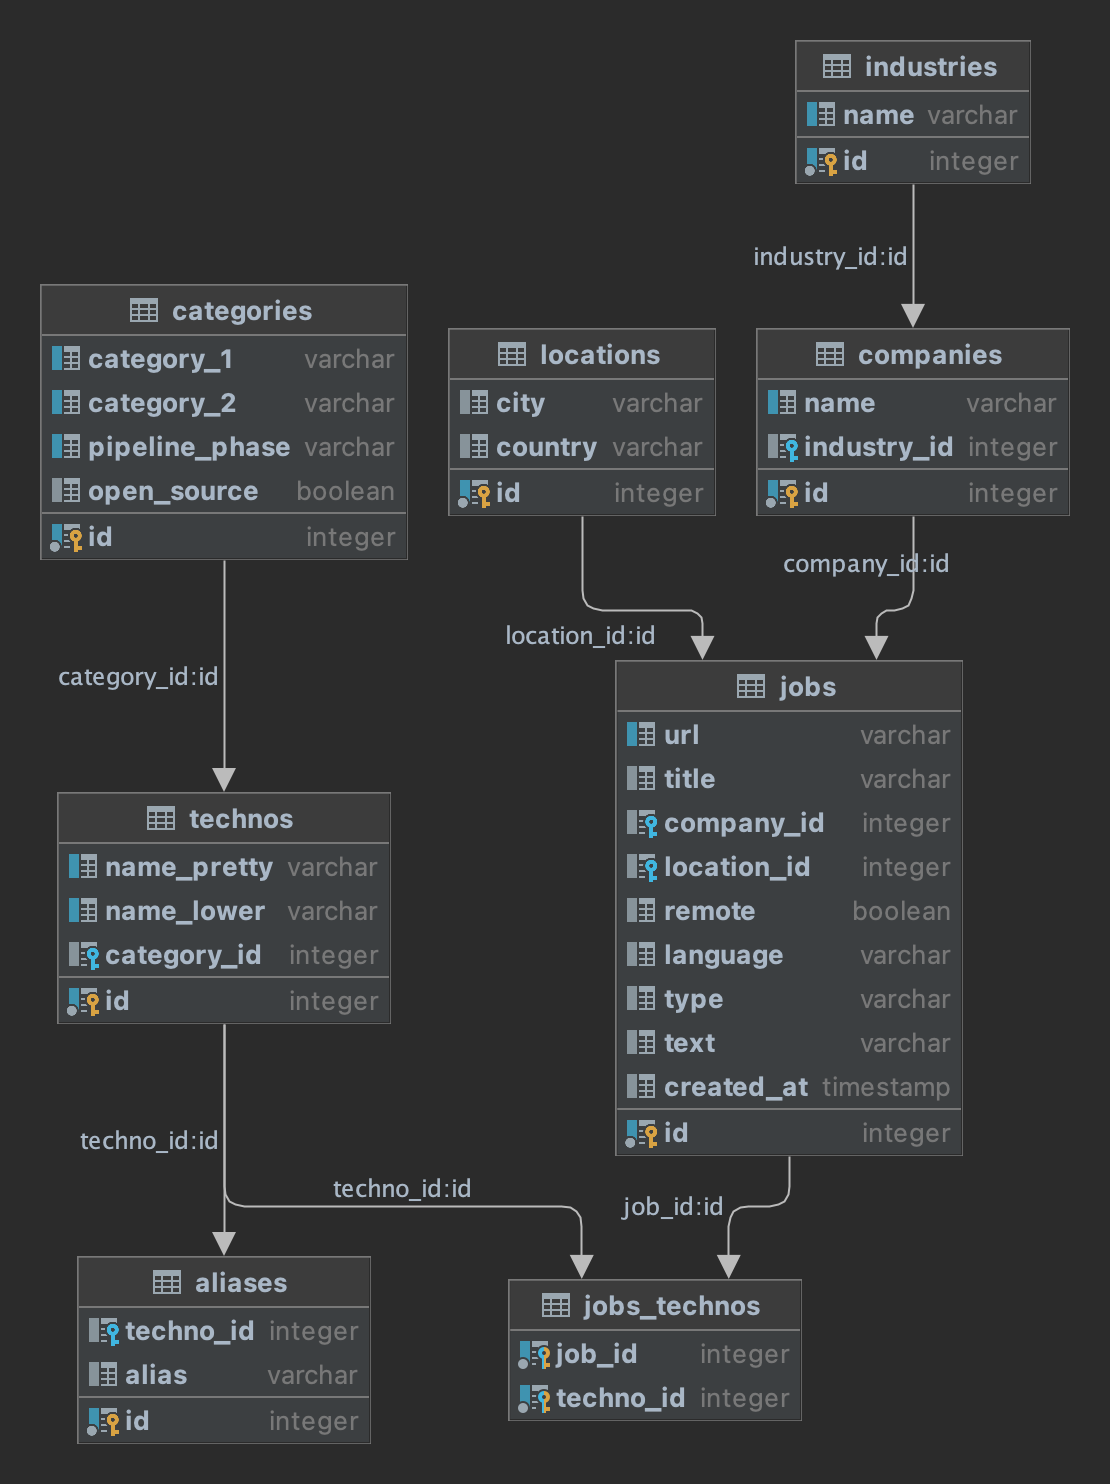 industries
name varchar
id integer
industry_id:id
categories
category_1 varchar
category_2 varchar
pipeline_phase varchar
open_source boolean
id integer
locations
city varchar
country varchar
id integer
companies
name varchar
industry_id integer
id integer
company_id:id
location_id:id
category_id:id
jobs
url varchar
title varchar
company_id integer
location_id integer
remote boolean
language varchar
type varchar
text varchar
created_at timestamp
id integer
technos
name_pretty varchar
name_lower varchar
category_id integer
id integer
techno_id:id
techno_id:id
job_id:id
aliases
techno_id integer
alias varchar
id integer
jobs_technos
job_id integer
techno_id integer